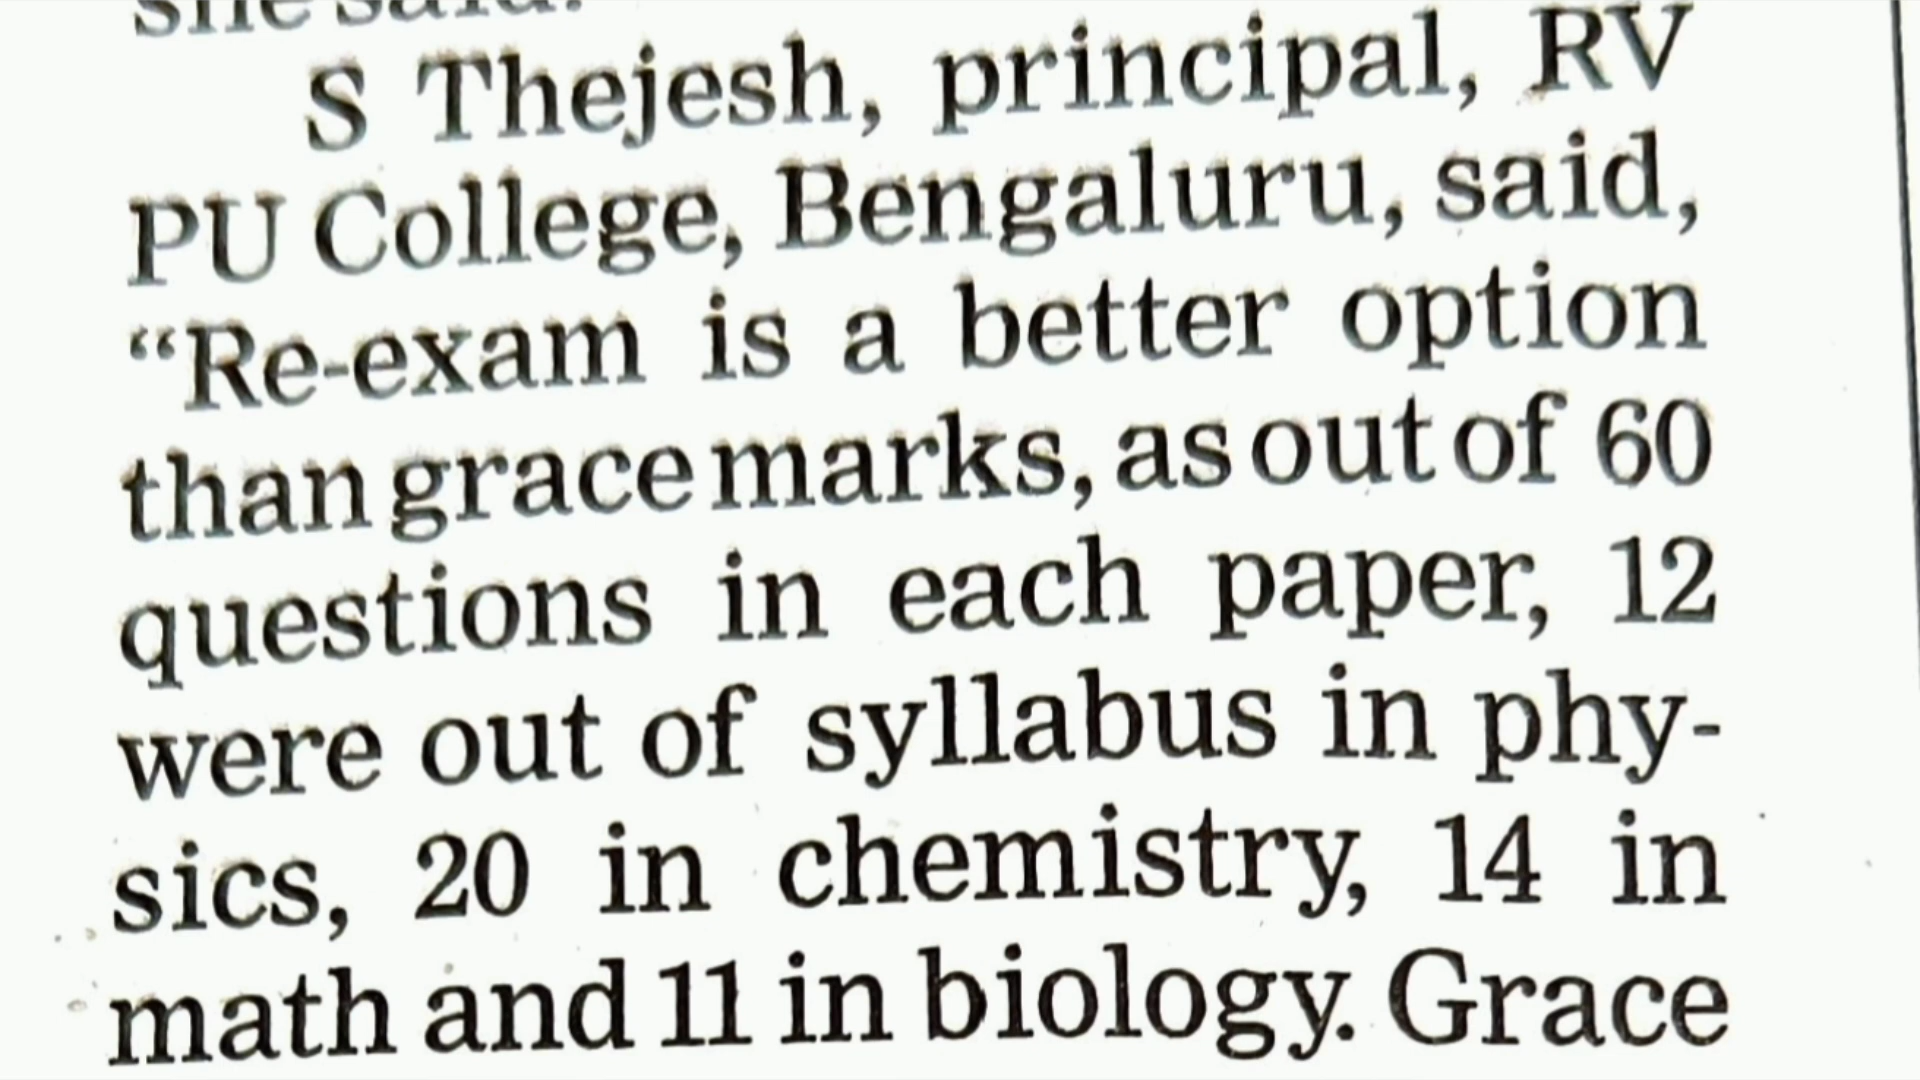 she said.
S Thejesh, principal, RV
PU College, Bengaluru, said,
“Re-exam is a better option
than grace marks, as out of 60
questions in each paper, 12
were out of syllabus in phy-
sics, 20 in chemistry, 14 in
math and 11 in biology. Grace